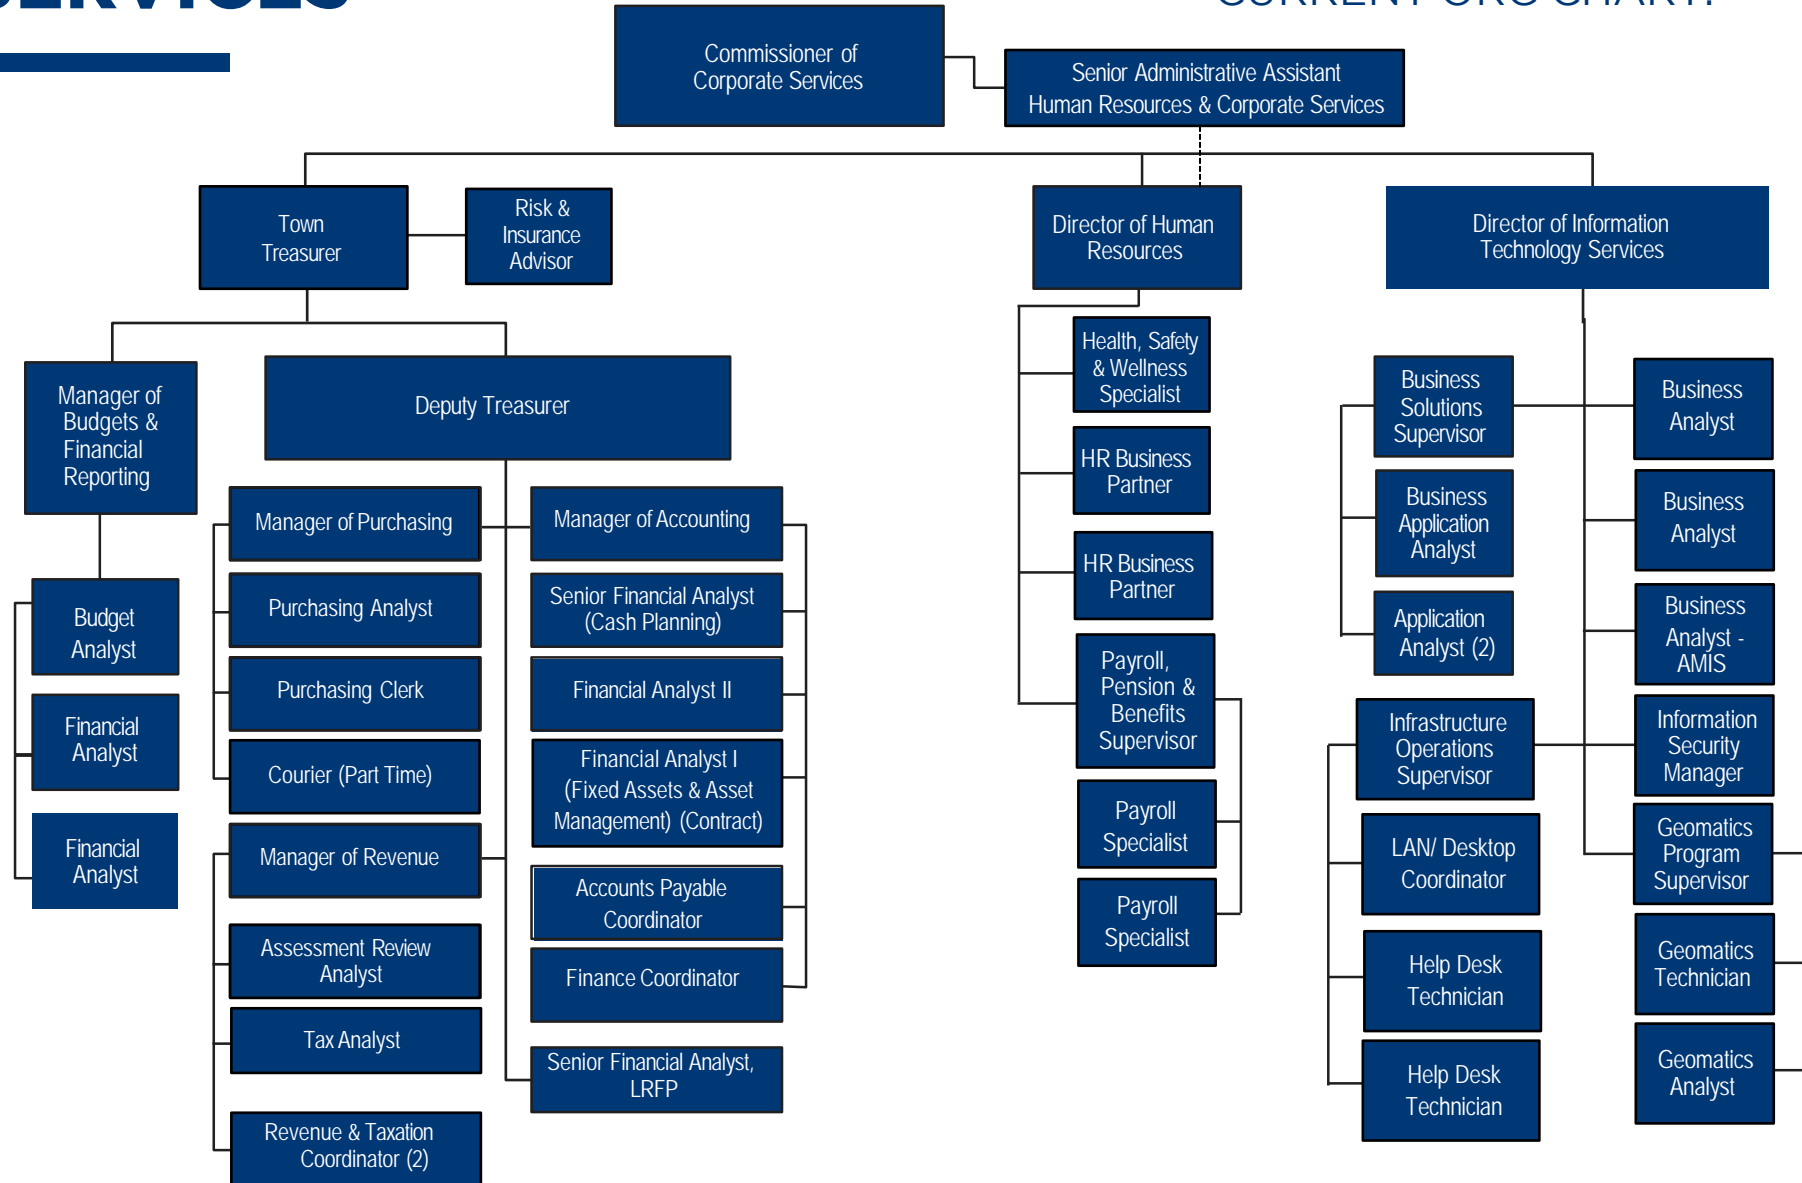 SERVICES
CURRENT ORG CHART:
Commissioner of
Corporate Services
Senior Administrative Assistant
Human Resources & Corporate Services
Town
Treasurer
Risk &
Insurance
Advisor
Director of Human
Resources
Director of Information
Technology Services
Manager of
Budgets &
Financial
Reporting
Deputy Treasurer
Budget
Analyst
Financial
Analyst
Financial
Analyst
Manager of Purchasing
Purchasing Analyst
Purchasing Clerk
Courier (Part Time)
Manager of Revenue
Assessment Review
Analyst
Tax Analyst
Revenue & Taxation
Coordinator (2)
Manager of Accounting
Senior Financial Analyst
(Cash Planning)
Financial Analyst II
Financial Analyst I
(Fixed Assets & Asset
Management) (Contract)
Accounts Payable
Coordinator
Finance Coordinator
Senior Financial Analyst,
LRFP
Health, Safety
& Wellness
Specialist
HR Business
Partner
HR Business
Partner
Payroll,
Pension &
Benefits
Supervisor
Payroll
Specialist
Payroll
Specialist
Business
Solutions
Supervisor
Business
Application
Analyst
Application
Analyst (2)
Infrastructure
Operations
Supervisor
LAN/ Desktop
Coordinator
Help Desk
Technician
Help Desk
Technician
Business
Analyst
Business
Analyst
Business
Analyst -
AMIS
Information
Security
Manager
Geomatics
Program
Supervisor
Geomatics
Technician
Geomatics
Analyst